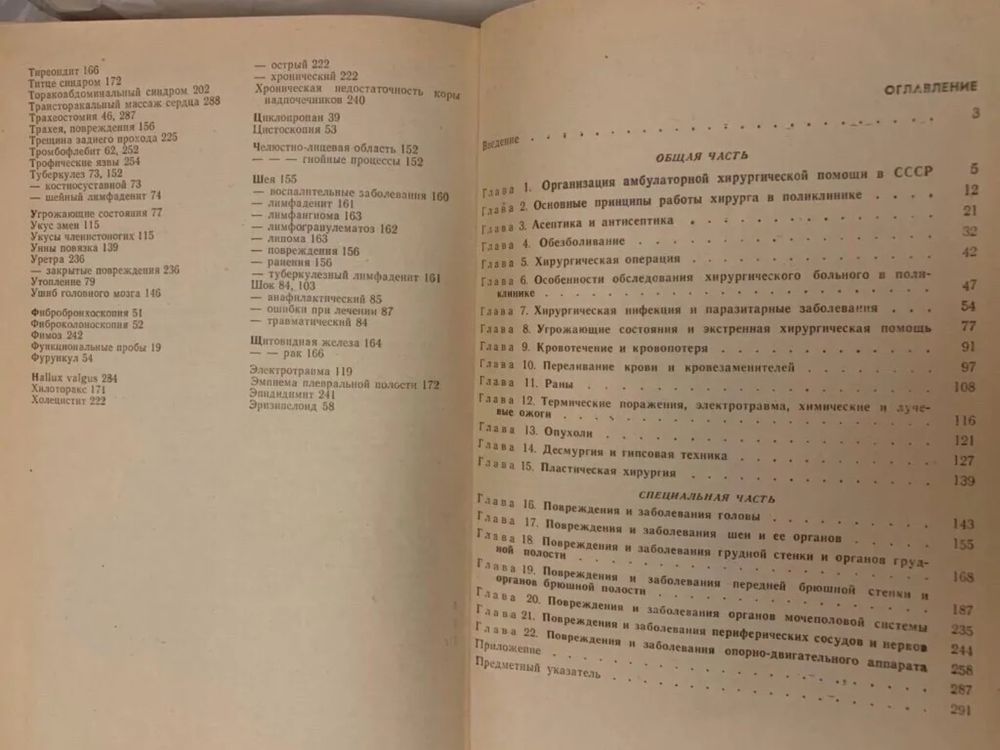 Тиреоидит 166
Титце синдром 172
Торакоабдоминальный синдром 202
Трансторакальный массаж сердца 288
Трахеостомия 46, 287
Трахея, повреждения 156
Трещина заднего прохода 225
Тромбофлебит 62, 252
Трофические язвы 254
Туберкулез 73, 152
— костносуставной 73
— шейный лимфаденит 74
Угрожающие состояния 77
Укус змеи 115
Укусы членистоногих 115
Унны повязка 139
Уретра 236
— закрытые повреждения 236
Утопление 79
Ушиб головного мозга 146
Фибробронхоскопия 51
Фиброколоноскопия 52
Фимоз 242
Функциональные пробы 19
Фурункул 54
Hallux valgus 284
Хилоторакс 171
Холецистит 222
— острый 222
— хронический 222
Хроническая недостаточность коры
надпочечников 240
Циклопропан 39
Цистоскопия 53
Челюстно-лицевая область 152
— — — гнойные процессы 152
Шея 155
— воспалительные заболевания 160
— лимфаденит 161
— лимфангиома 163
— лимфогранулематоз 162
— липома 163
— повреждения 156
— ранения 156
— туберкулезный лимфаденит 161
Шок 84, 103
— анафилактический 85
— ошибки при лечении 87
— травматический 84
Щитовидная железа 164
— — рак 166
Электротравма 119
Эмпиема плевральной полости 172
Эпидидимит 241
Эризипелоид 58
ОГЛАВЛЕНИЕ
Введение . . . . . . . . . . 3
ОБЩАЯ ЧАСТЬ
Глава 1. Организация амбулаторной хирургической помощи в СССР 5
Глава 2. Основные принципы работы хирурга в поликлинике . . . . 12
Глава 3. Асептика и антисептика . . . . . . . . . . 21
Глава 4. Обезболивание . . . . . . . . . . 32
Глава 5. Хирургическая операция . . . . . . . . . . 42
Глава 6. Особенности обследования хирургического больного в поли-
клинике . . . . . . . . . . 47
Глава 7. Хирургическая инфекция и паразитарные заболевания . . . 54
Глава 8. Угрожающие состояния и экстренная хирургическая помощь 77
Глава 9. Кровотечение и кровопотеря . . . . . . . . . . 91
Глава 10. Переливание крови и кровезаменителей . . . . . . 97
Глава 11. Раны . . . . . . . . . . 108
Глава 12. Термические поражения, электротравма, химические и луче-
вые ожоги . . . . . . . . . . 116
Глава 13. Опухоли . . . . . . . . . . 121
Глава 14. Десмургия и гипсовая техника . . . . . . . . 127
Глава 15. Пластическая хирургия . . . . . . . . . . 139
СПЕЦИАЛЬНАЯ ЧАСТЬ
Глава 16. Повреждения и заболевания головы . . . . . . . . 143
Глава 17. Повреждения и заболевания шеи и ее органов . . . . . 155
Глава 18 Повреждения и заболевания грудной стенки и органов груд-
ной полости . . . . . . . . . . 168
Глава 19. Повреждения и заболевания передней брюшной стенки и
органов брюшной полости . . . . . . . . . . 187
Глава 20. Повреждения и заболевания органов мочеполовой системы 235
Глава 21. Повреждения и заболевания периферических сосудов и нервов 244
Глава 22. Повреждения и заболевания опорно-двигательного аппарата 258
Приложение . . . . . . . . . . 287
Предметный указатель . . . . . . . . . . 291